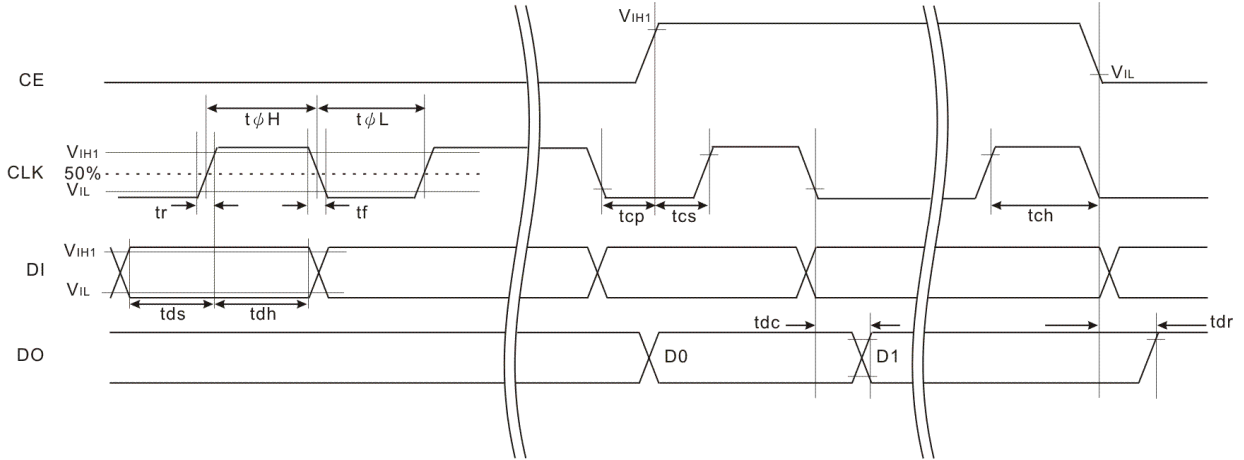 VIH1
CE
VIL
tφH
tφL
VIH1
CLK
50%
VIL
tr
tf
tcp
tcs
tch
VIH1
DI
VIL
tds
tdh
tdc
tdr
DO
D0
D1